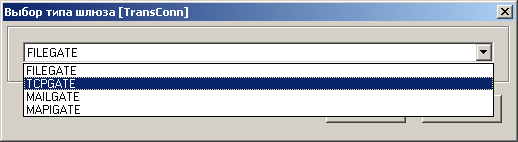 Выбор типа шлюза [TransConn]
FILEGATE
FILEGATE
TCPGATE
MAILGATE
MAPIGATE